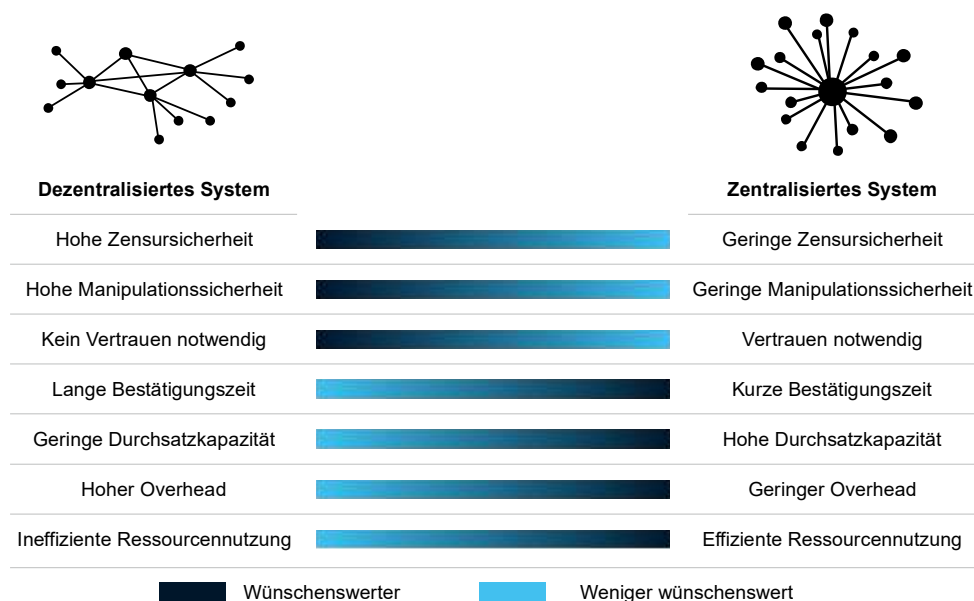 Dezentralisiertes System
Zentralisiertes System
Hohe Zensursicherheit
Geringe Zensursicherheit
Hohe Manipulationssicherheit
Geringe Manipulationssicherheit
Kein Vertrauen notwendig
Vertrauen notwendig
Lange Bestätigungszeit
Kurze Bestätigungszeit
Geringe Durchsatzkapazität
Hohe Durchsatzkapazität
Hoher Overhead
Geringer Overhead
Ineffiziente Ressourcennutzung
Effiziente Ressourcennutzung
Wünschenswerter
Weniger wünschenswert